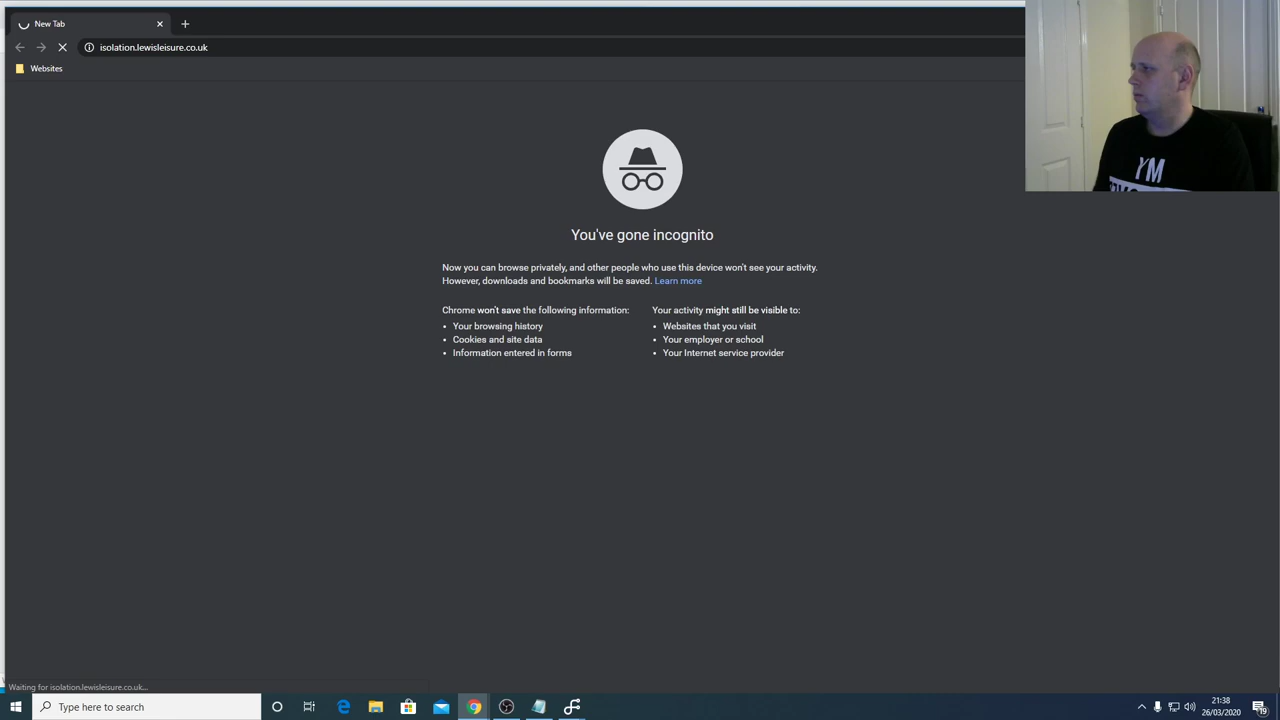 New Tab
isolation.lewisleisure.co.uk
Websites
You've gone incognito
Now you can browse privately, and other people who use this device won't see your activity.
However, downloads and bookmarks will be saved. Learn more
Chrome won't save the following information:
Your browsing history
Cookies and site data
Information entered in forms
Your activity might still be visible to:
Websites that you visit
Your employer or school
Your Internet service provider
I'M
Waiting for isolation.lewisleisure.co.uk...
Type here to search
21:38
26/03/2020
19